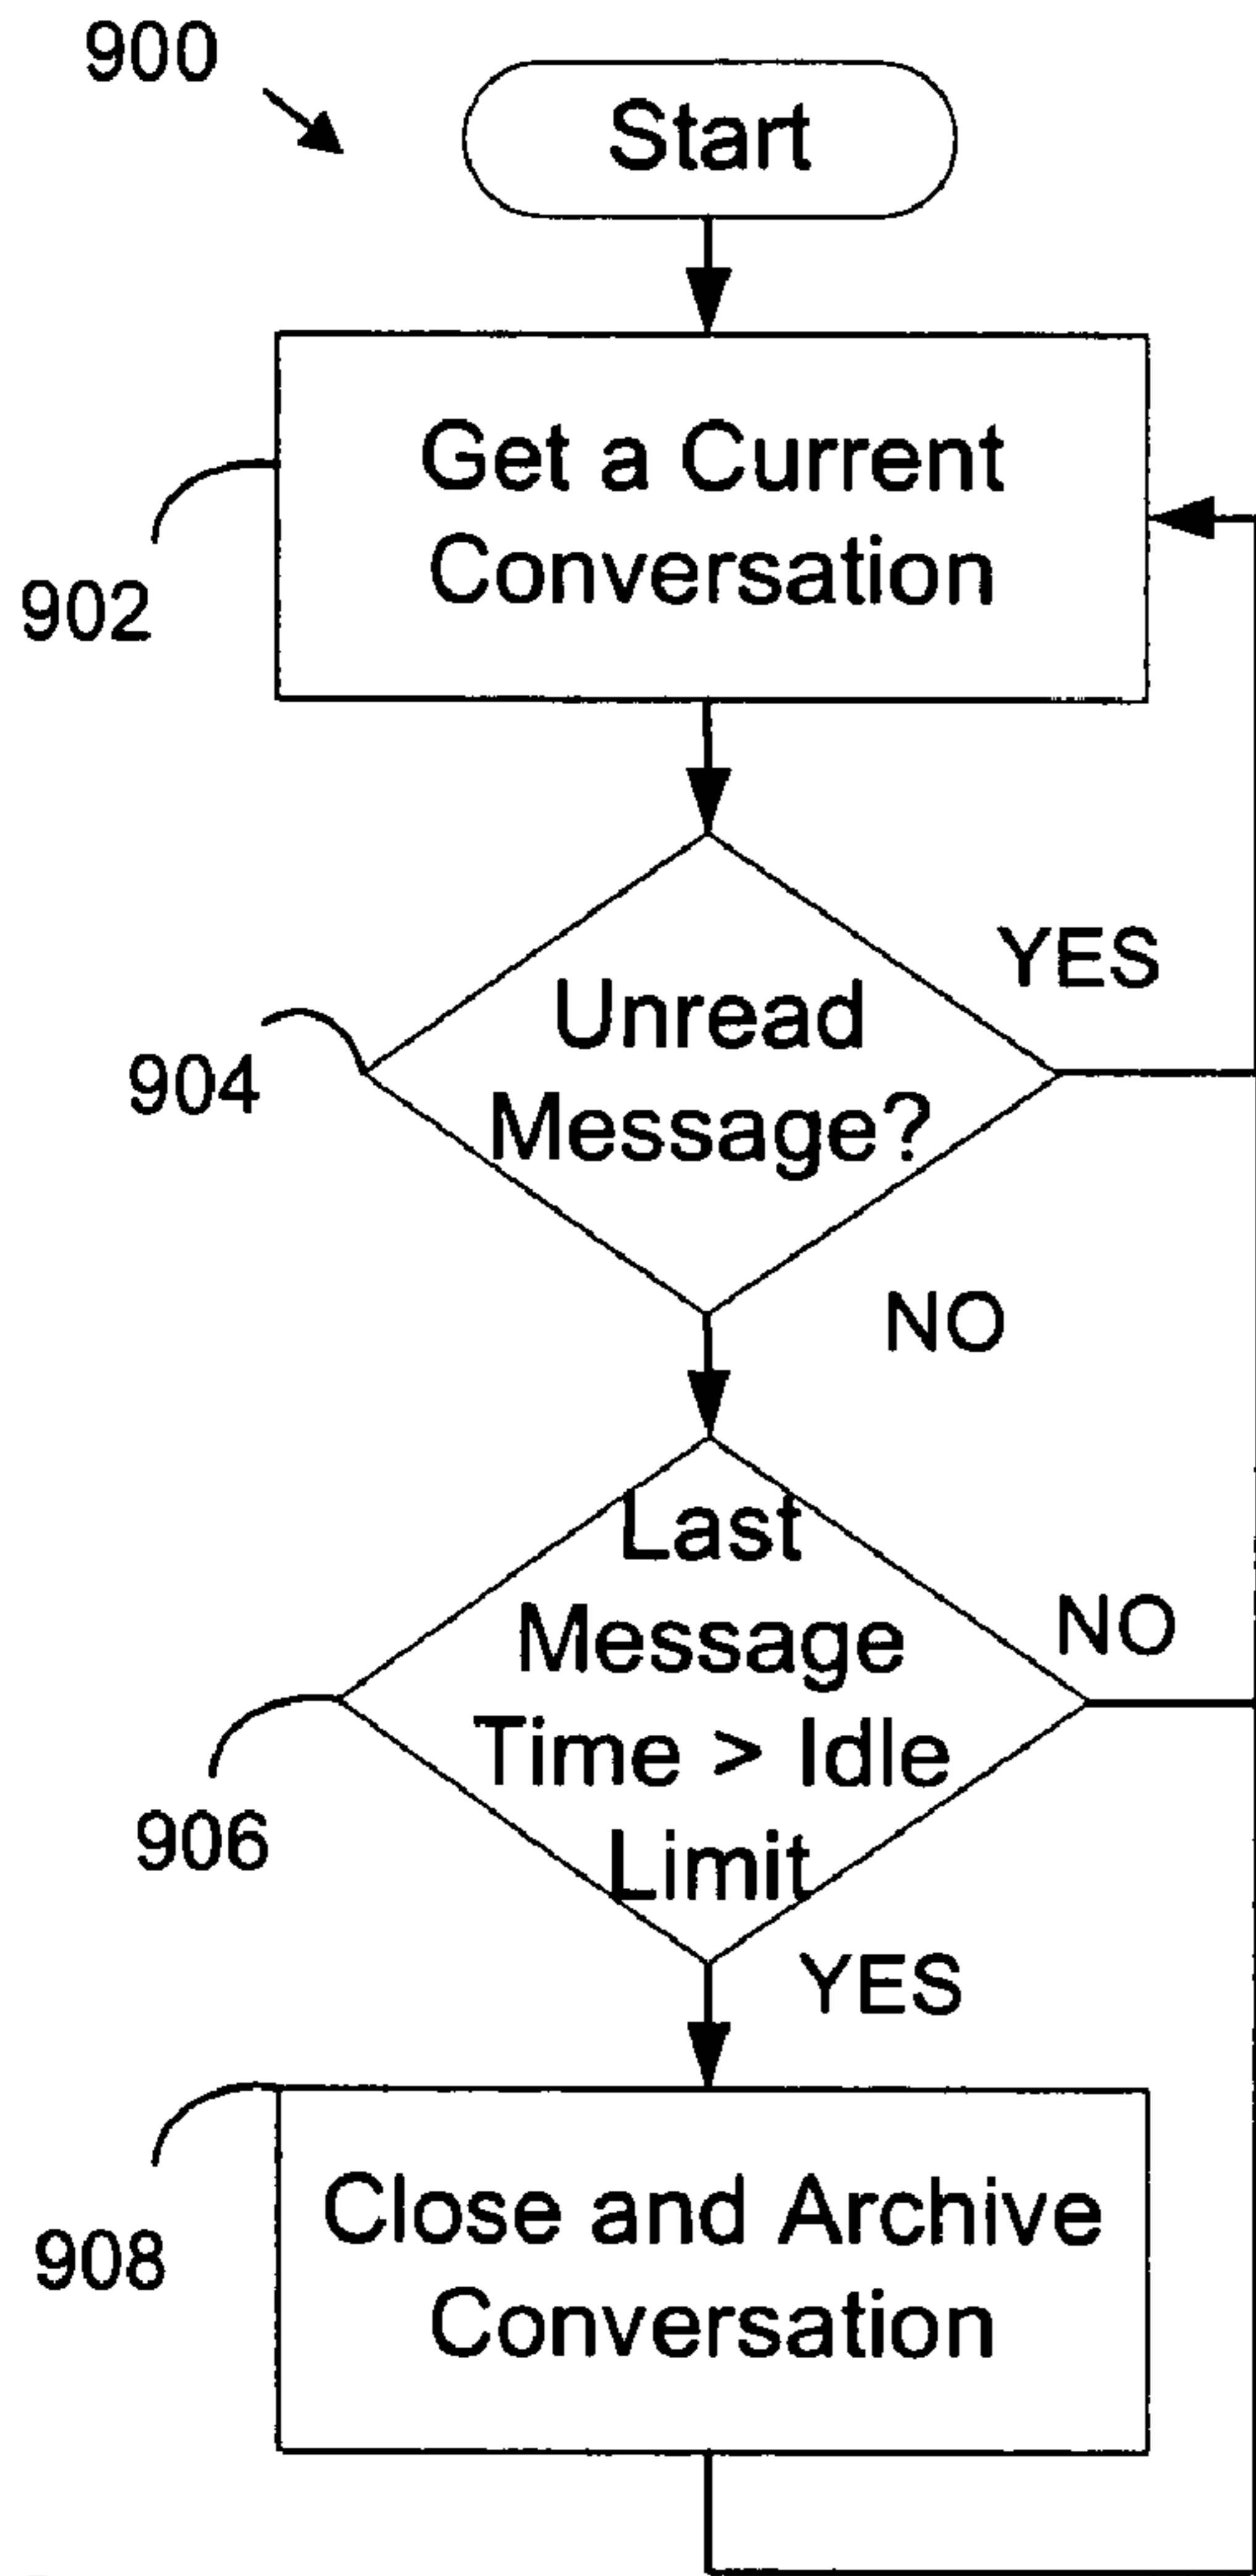 900
Start
Get a Current
Conversation
902
YES
Unread
Message?
904
NO
Last
Message
Time > Idle
Limit
NO
906
YES
Close and Archive
Conversation
908